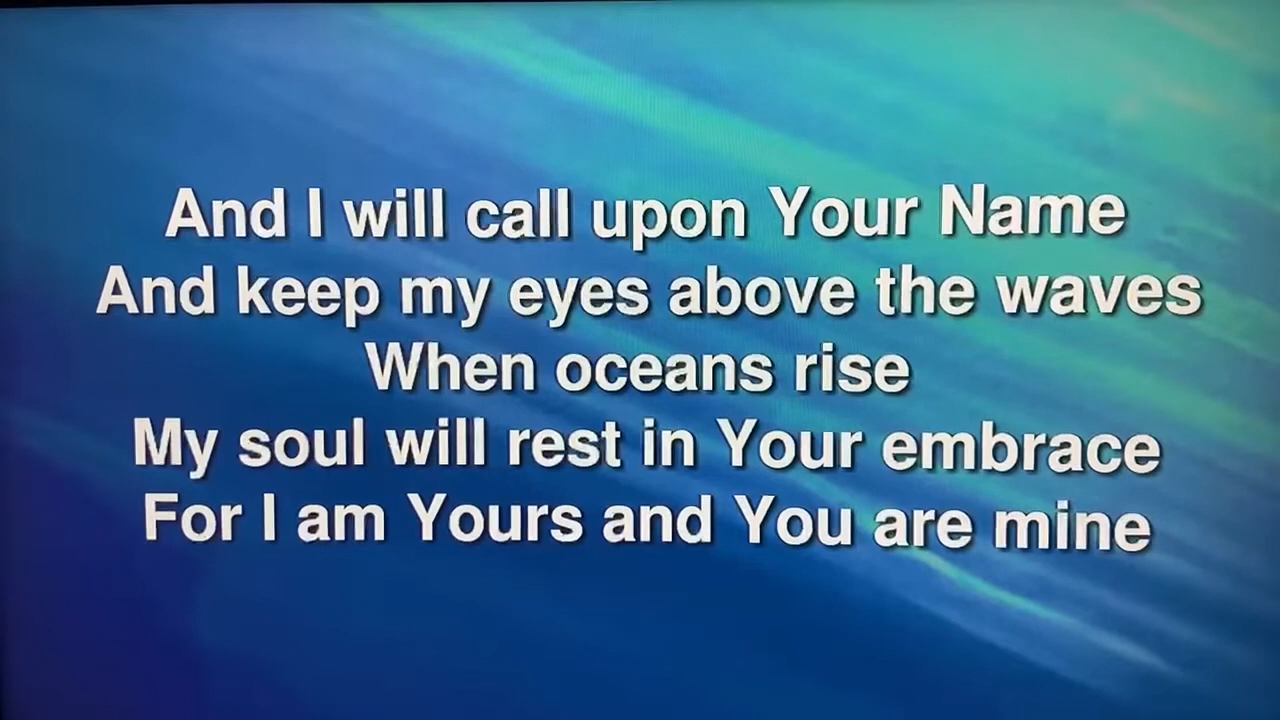 And I will call upon Your Name
And keep my eyes above the waves
When oceans rise
My soul will rest in Your embrace
For I am Yours and You are mine